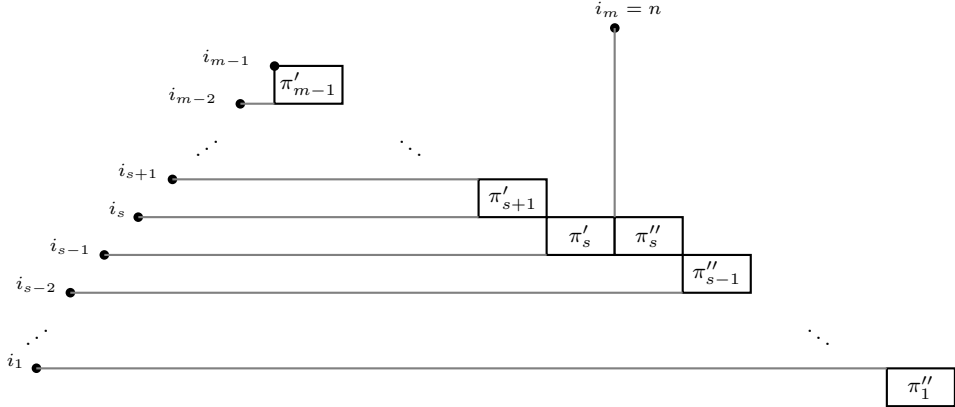 i_m = n
i_{m−1}
π′_{m−1}
i_{m−2}
⋱ ⋱
i_{s+1}
π′_{s+1}
i_s
π′_s π″_s
i_{s−1}
π″_{s−1}
i_{s−2}
⋱ ⋱
i_1
π″_1